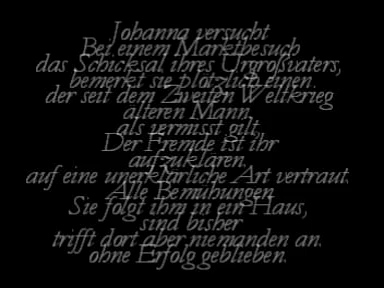 Johanna versucht
Bei einem Marktbesuch
das Schicksal ihres Urgroßvaters,
bemerkt sie plötzlich einen
der seit dem Zweiten Weltkrieg
älteren Mann.
als vermisst gilt,
Der Fremde ist ihr
aufzuklären.
auf eine unerklärliche Art vertraut.
Alle Bemühungen
Sie folgt ihm in ein Haus,
sind bisher
trifft dort aber niemanden an.
ohne Erfolg geblieben.